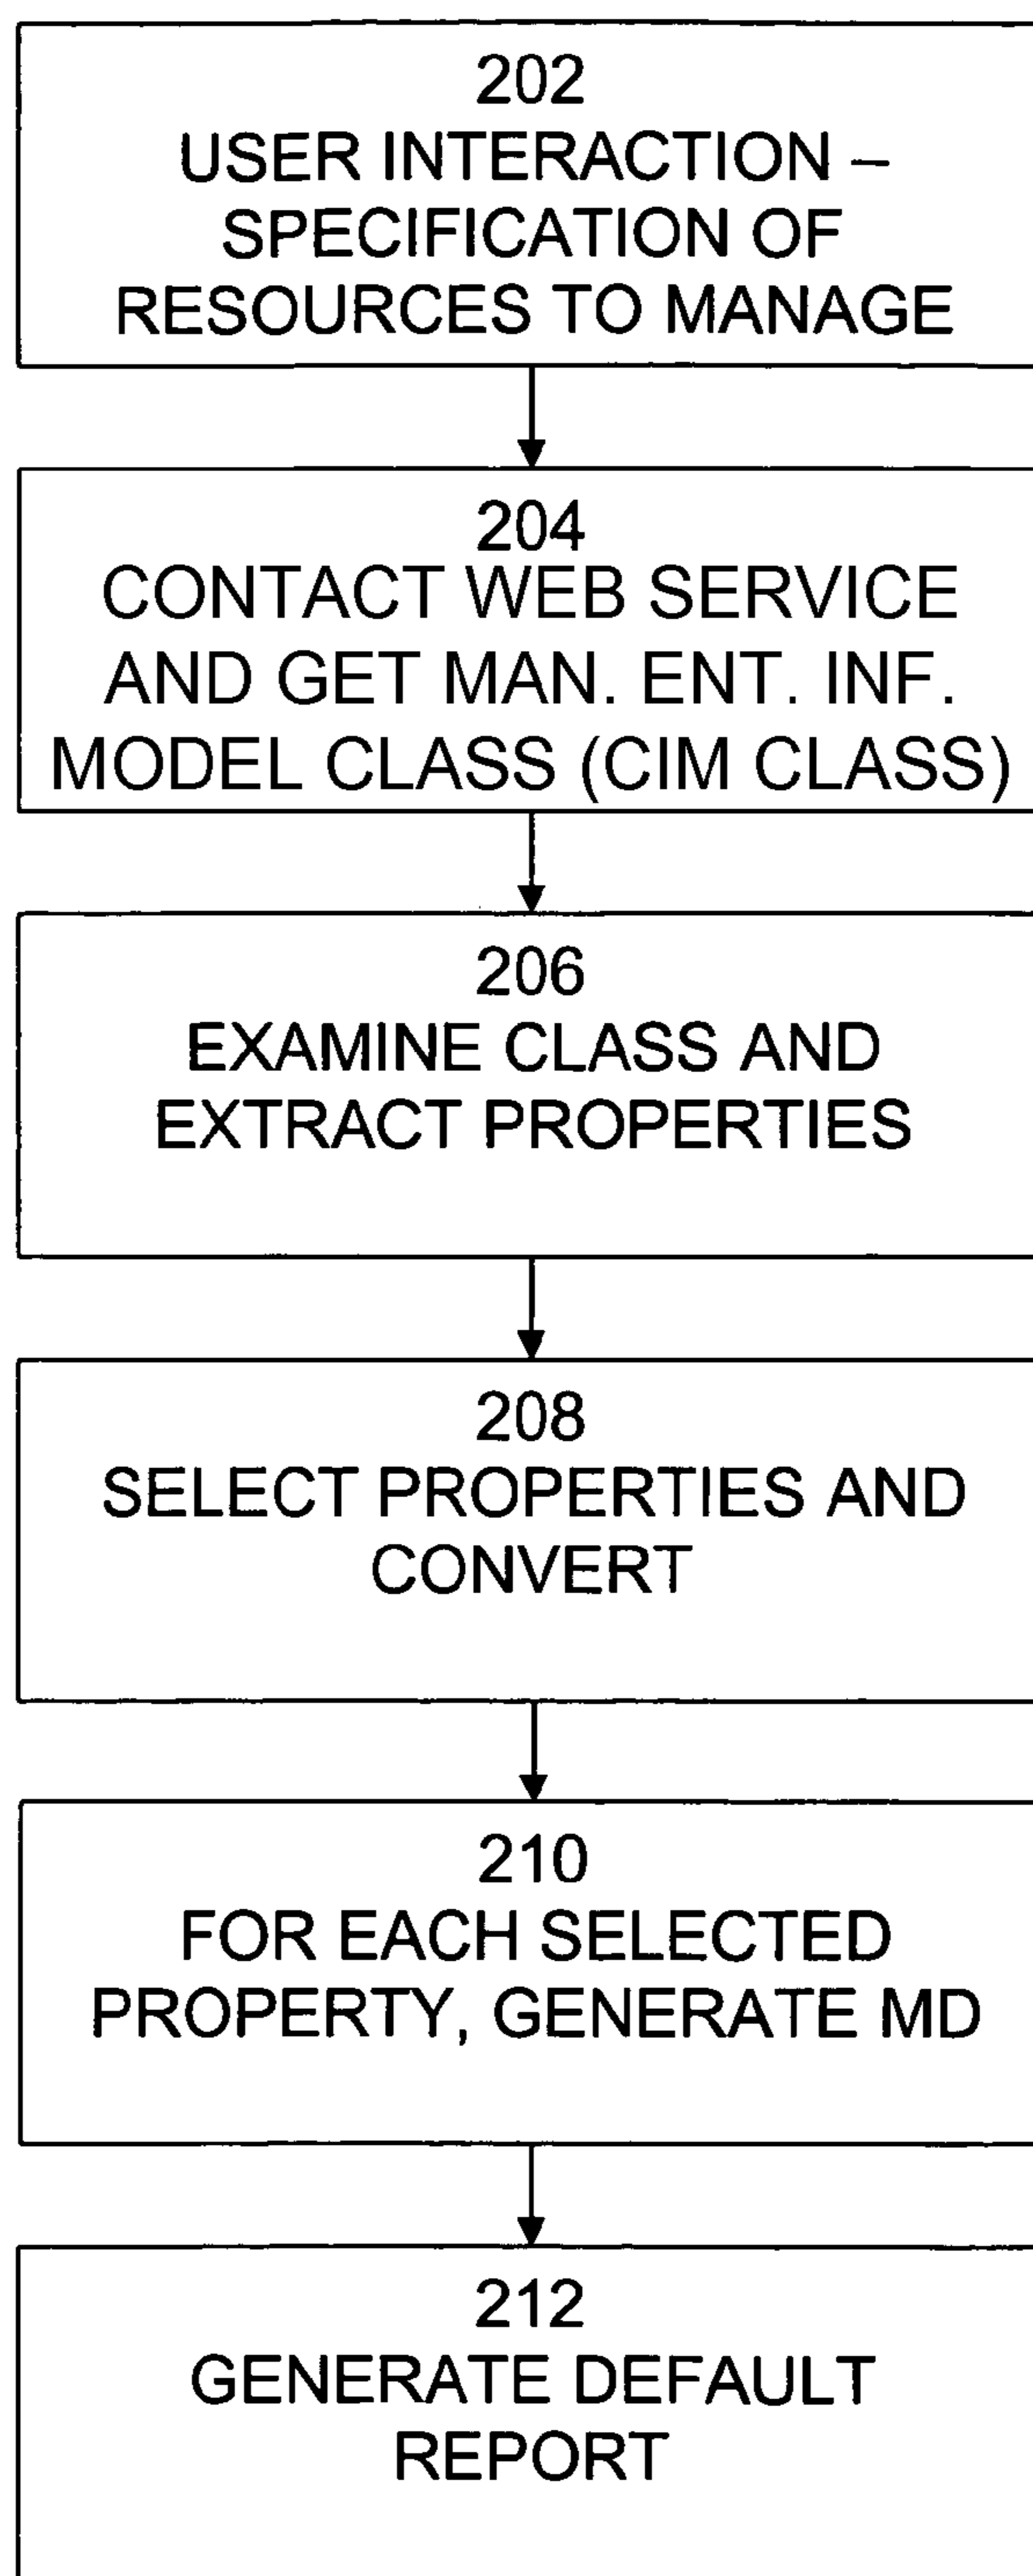 202
USER INTERACTION –
SPECIFICATION OF
RESOURCES TO MANAGE
204
CONTACT WEB SERVICE
AND GET MAN. ENT. INF.
MODEL CLASS (CIM CLASS)
206
EXAMINE CLASS AND
EXTRACT PROPERTIES
208
SELECT PROPERTIES AND
CONVERT
210
FOR EACH SELECTED
PROPERTY, GENERATE MD
212
GENERATE DEFAULT
REPORT